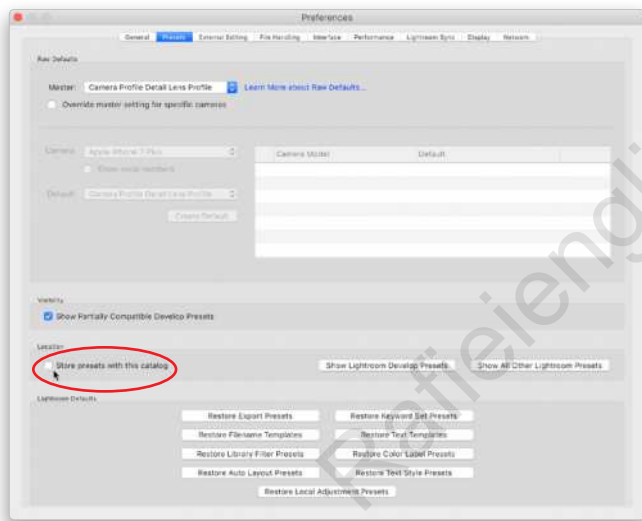 Preferences
General Presets External Editing File Handling Interface Performance Lightroom Sync Display Network
Raw Defaults
Master: Camera Profile Detail Lens Profile Learn More about Raw Defaults...
Override master setting for specific cameras
Camera: Apple iPhone 7 Plus Camera Model Default
Show serial numbers
Default: Camera Profile Detail Lens Profile
Create Default
Visibility
Show Partially Compatible Develop Presets
Location
Store presets with this catalog Show Lightroom Develop Presets Show All Other Lightroom Presets
Lightroom Defaults
Restore Export Presets Restore Keyword Set Presets
Restore Filename Templates Restore Text Templates
Restore Library Filter Presets Restore Color Label Presets
Restore Auto Layout Presets Restore Text Style Presets
Restore Local Adjustment Presets